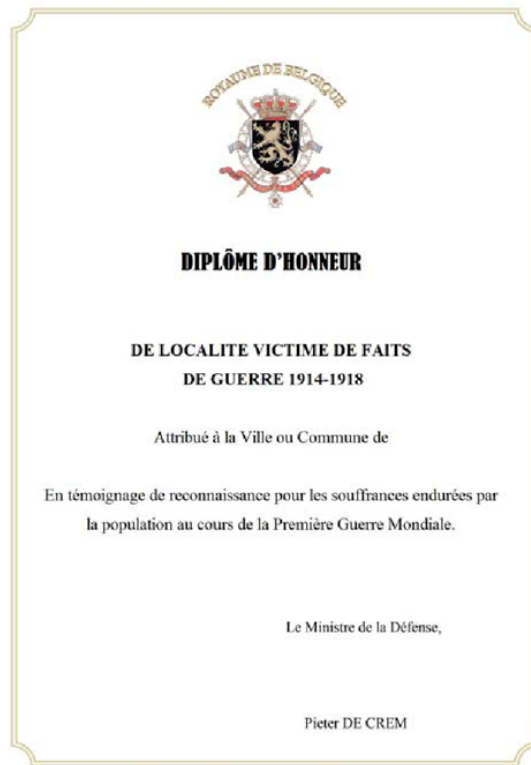 ROYAUME DE BELGIQUE
DIPLÔME D'HONNEUR
DE LOCALITE VICTIME DE FAITS
DE GUERRE 1914-1918
Attribué à la Ville ou Commune de
En témoignage de reconnaissance pour les souffrances endurées par
la population au cours de la Première Guerre Mondiale.
Le Ministre de la Défense,
Pieter DE CREM